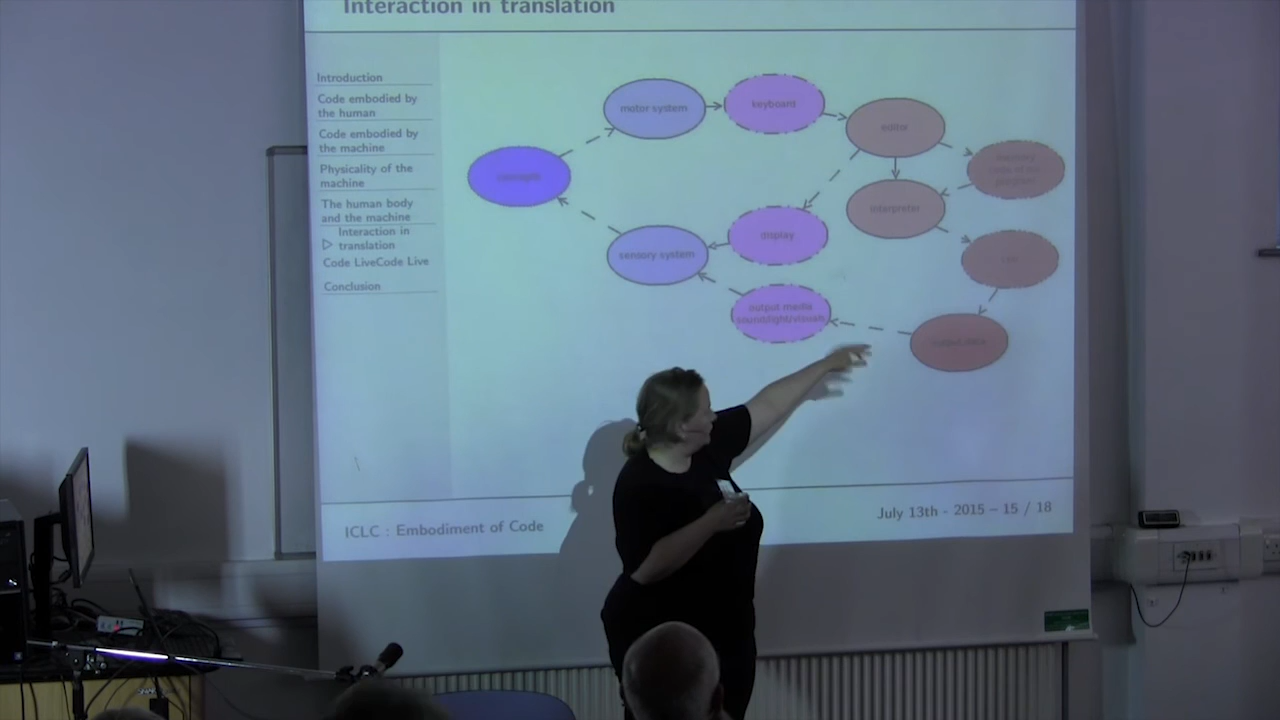 Interaction in translation
Introduction
Code embodied by
the human
Code embodied by
the machine
Physicality of the
machine
The human body
and the machine
Interaction in
translation
Code LiveCode Live
Conclusion
motor system
keyboard
editor
interpreter
display
sensory system
output media
sound/light/visuals
ICLC : Embodiment of Code
July 13th - 2015 – 15 / 18